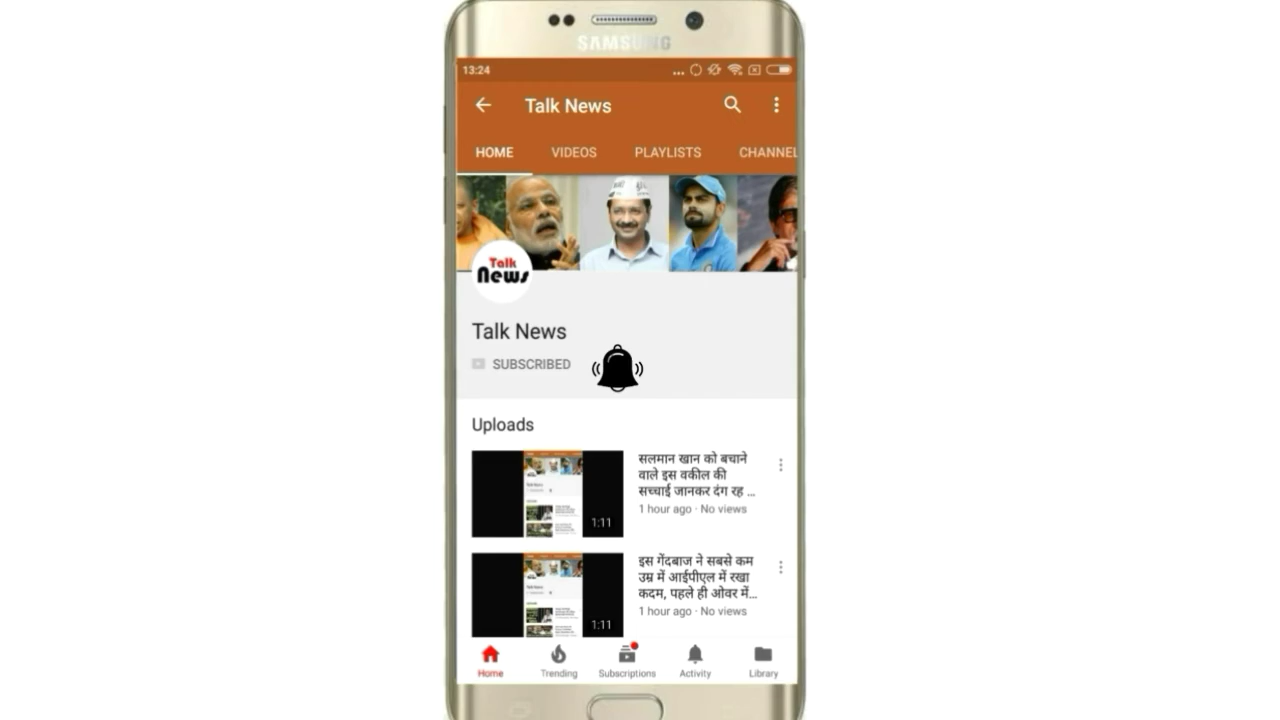 SAMSUNG
13:24
Talk News
HOME VIDEOS PLAYLISTS CHANNEL
Talk
News
Talk News
SUBSCRIBED
Uploads
सलमान खान को बचाने
वाले इस वकील की
सच्चाई जानकर दंग रह ...
1 hour ago · No views
1:11
इस गेंदबाज ने सबसे कम
उम्र में आईपीएल में रखा
कदम, पहले ही ओवर में...
1 hour ago · No views
1:11
Home Trending Subscriptions Activity Library